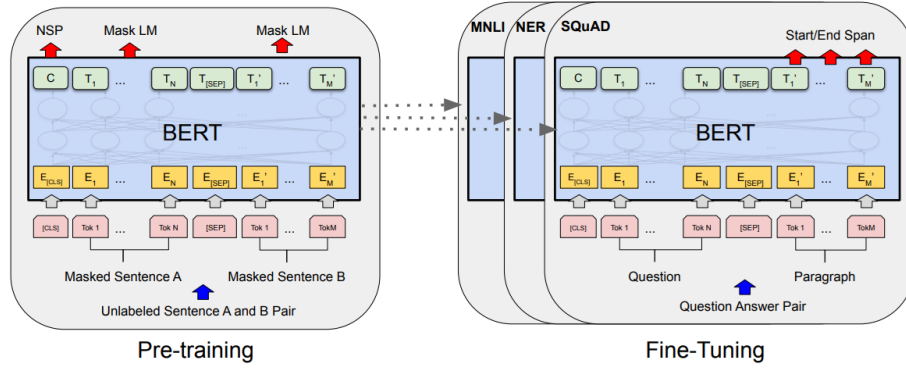 NSP Mask LM Mask LM
C T1 ... TN T[SEP] T1' ... TM'
BERT
E[CLS] E1 ... EN E[SEP] E1' ... EM'
[CLS] Tok 1 ... Tok N [SEP] Tok 1 ... TokM
Masked Sentence A Masked Sentence B
Unlabeled Sentence A and B Pair
Pre-training
MNLI NER SQuAD
Start/End Span
C T1 ... TN T[SEP] T1' ... TM'
BERT
E[CLS] E1 ... EN E[SEP] E1' ... EM'
[CLS] Tok 1 ... Tok N [SEP] Tok 1 ... TokM
Question Paragraph
Question Answer Pair
Fine-Tuning